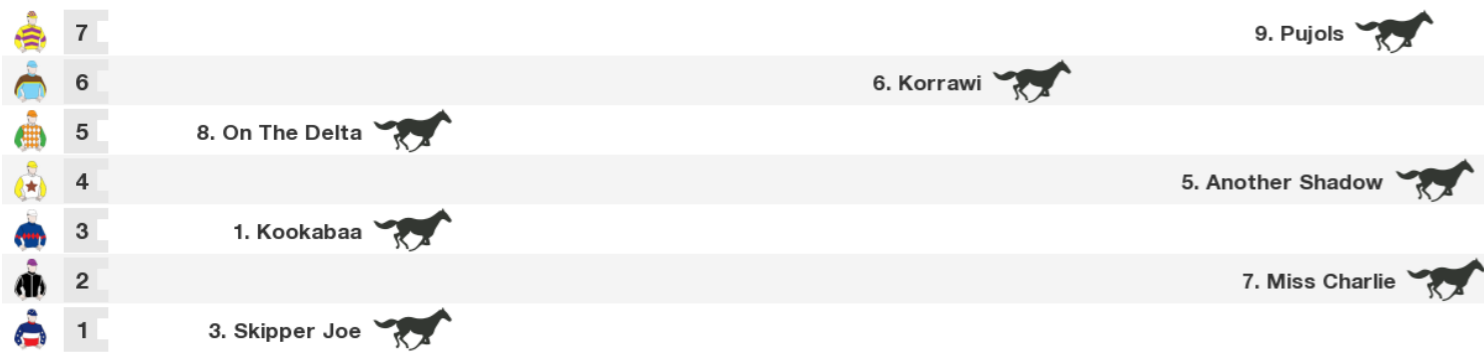 7 9. Pujols
6 6. Korrawi
5 8. On The Delta
4 5. Another Shadow
3 1. Kookabaa
2 7. Miss Charlie
1 3. Skipper Joe